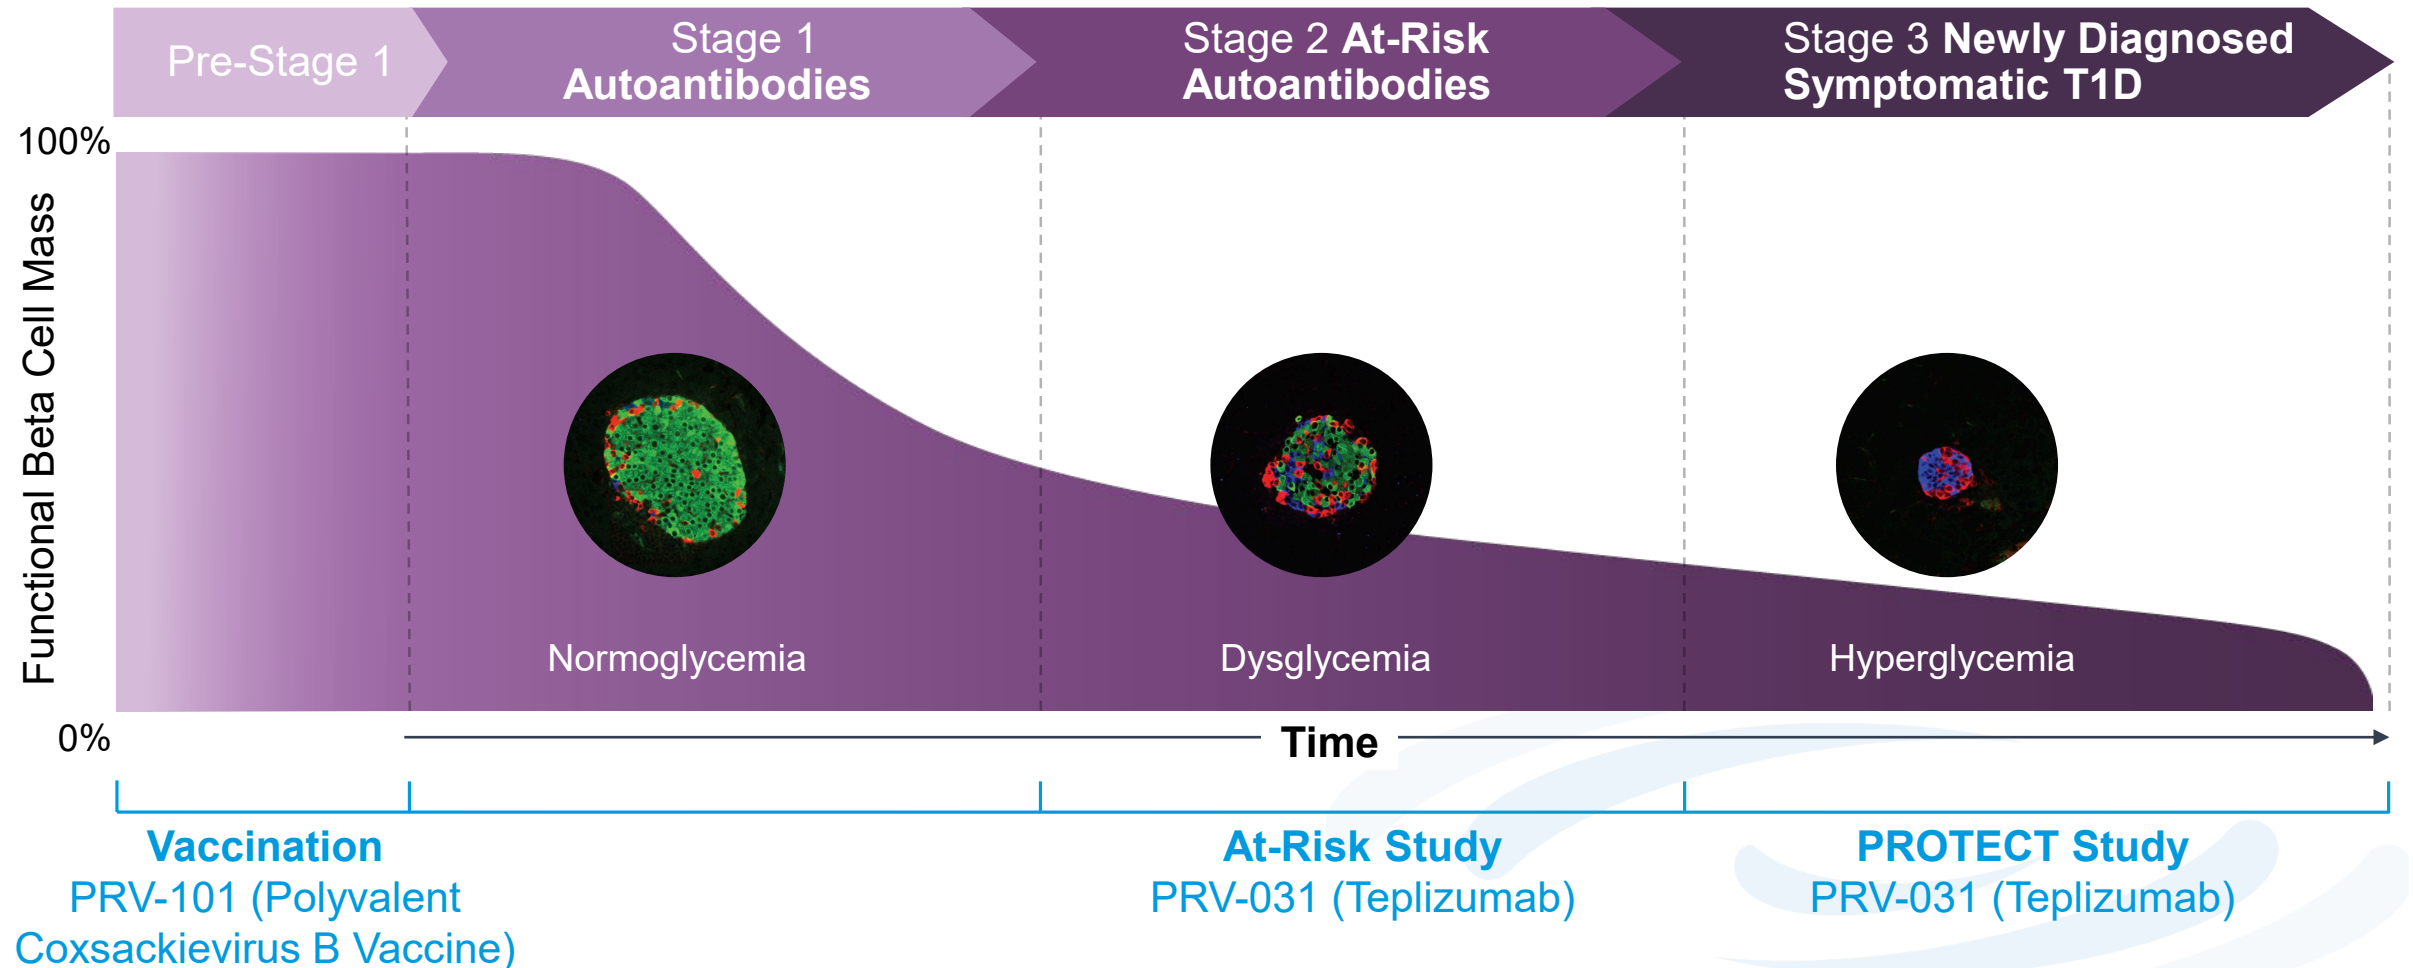 Pre-Stage 1
Stage 1
Autoantibodies
Stage 2 At-Risk
Autoantibodies
Stage 3 Newly Diagnosed
Symptomatic T1D
100%
Functional Beta Cell Mass
Normoglycemia
Dysglycemia
Hyperglycemia
0%
Time
Vaccination
PRV-101 (Polyvalent
Coxsackievirus B Vaccine)
At-Risk Study
PRV-031 (Teplizumab)
PROTECT Study
PRV-031 (Teplizumab)